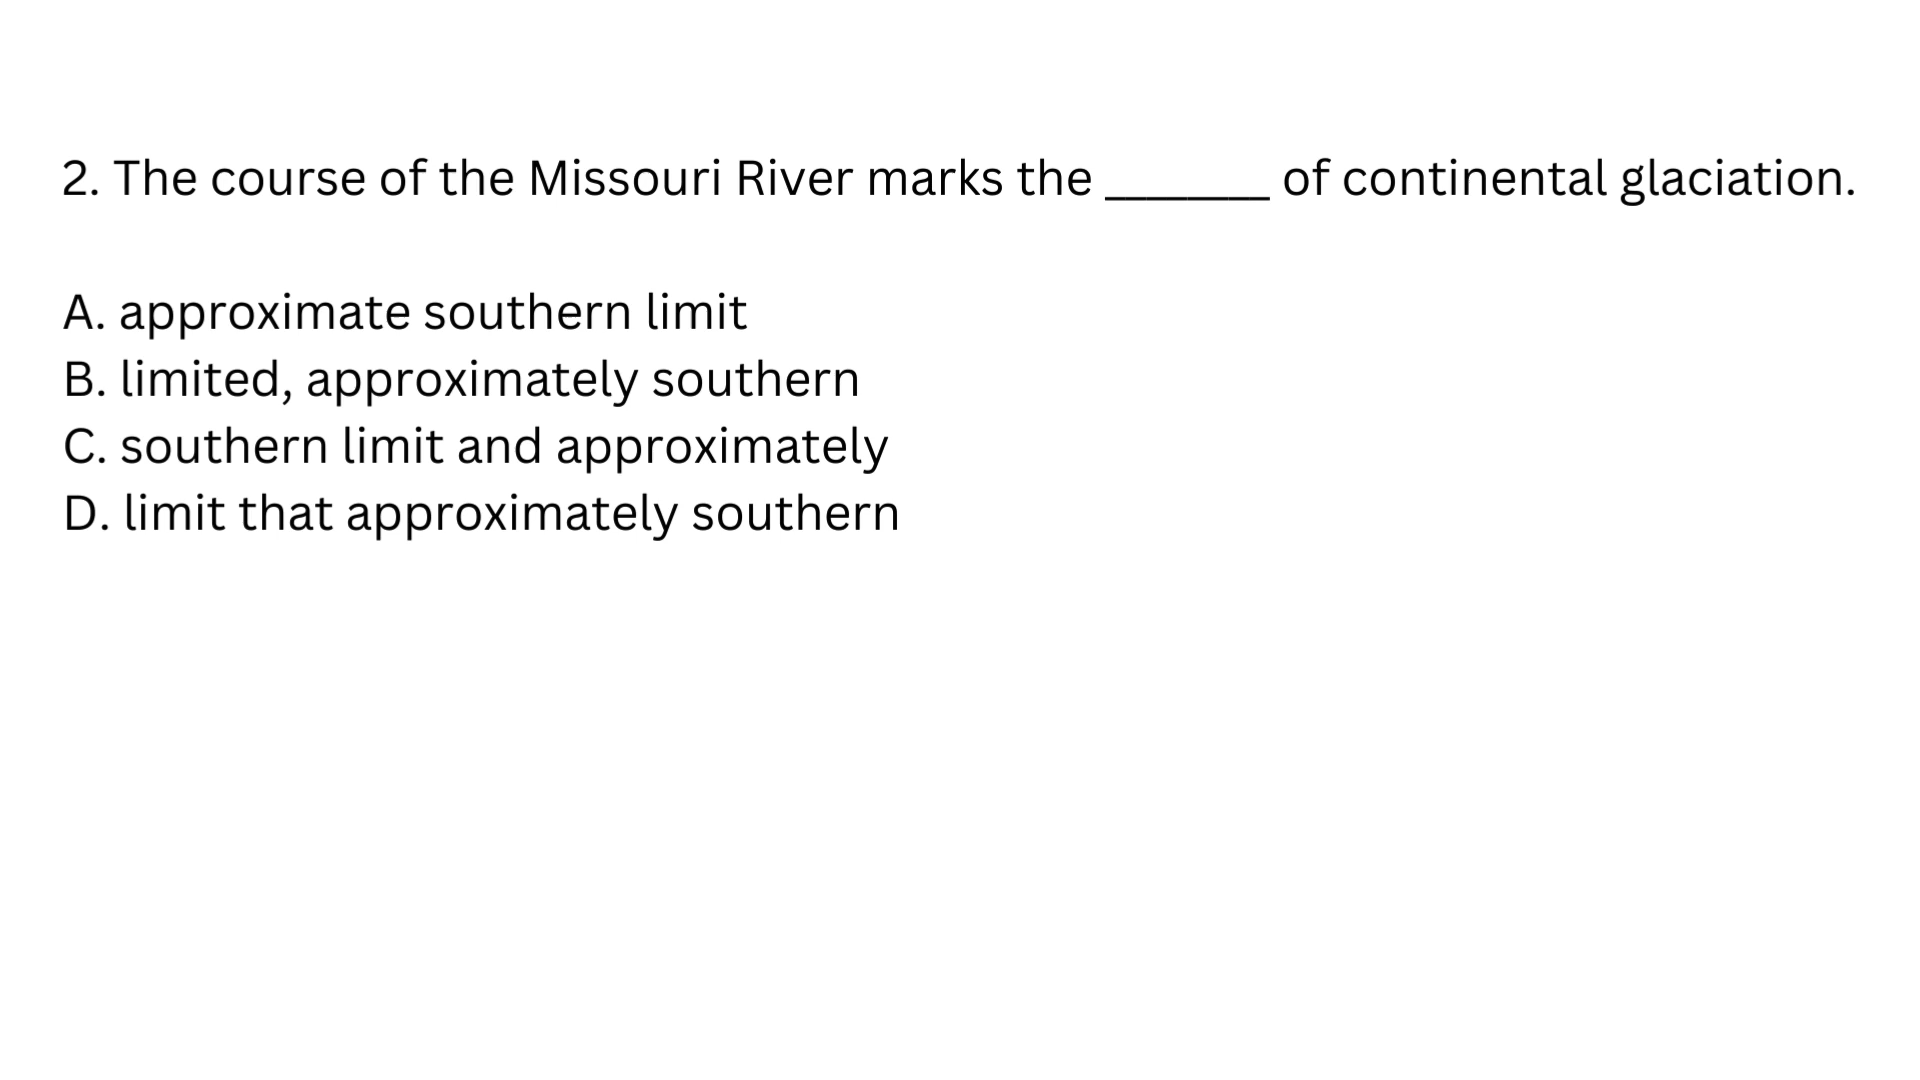 2. The course of the Missouri River marks the ________ of continental glaciation.
A. approximate southern limit
B. limited, approximately southern
C. southern limit and approximately
D. limit that approximately southern